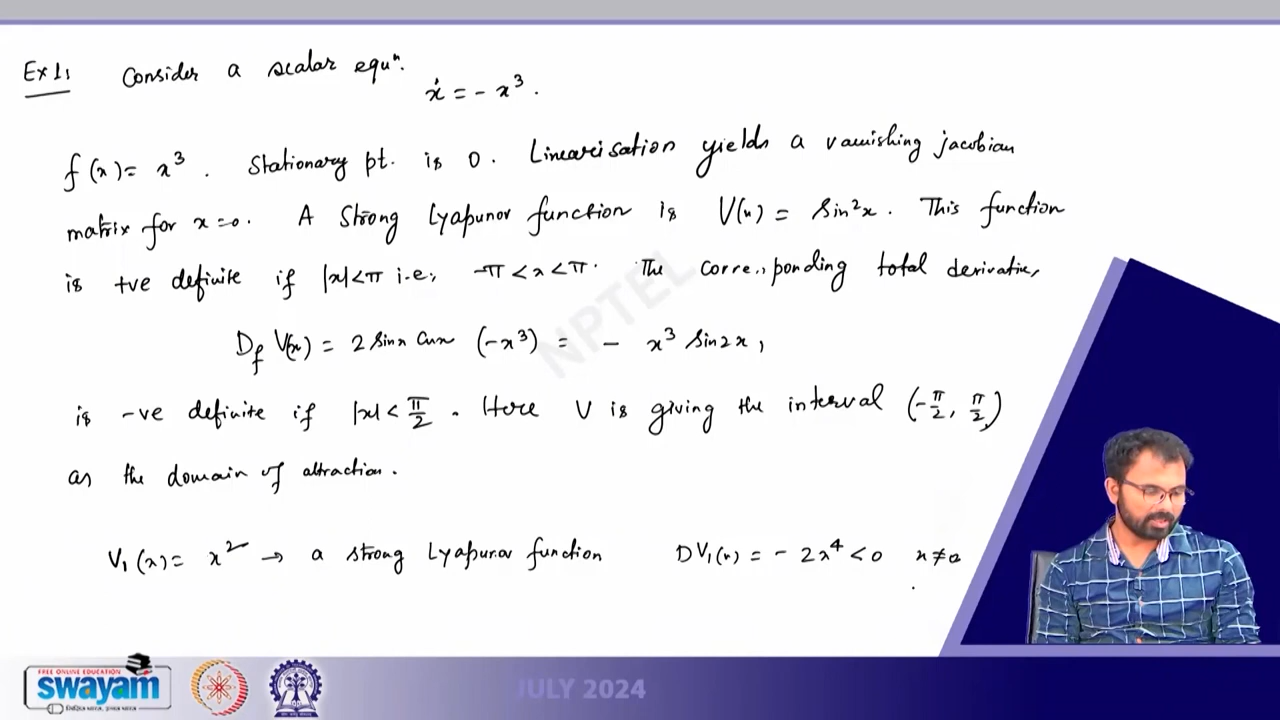 Ex 1: Consider a scalar equⁿ.
ẋ = - x³.
f(x) = x³. Stationary pt. is 0. Linearisation yields a vanishing jacobian
matrix for x=0. A strong Lyapunov function is V(x) = Sin²x. This function
is +ve definite if |x|<π i.e., -π<x<π. The corresponding total derivative,
D_f V(x) = 2 Sinx Cosx (-x³) = - x³ Sin2x,
is -ve definite if |x| < π/2. Here V is giving the interval (-π/2, π/2)
as the domain of attraction.
V₁(x) = x² → a strong Lyapunov function DV₁(x) = - 2x⁴ < 0 x≠0
NPTEL
FREE ONLINE EDUCATION
swayam
JULY 2024